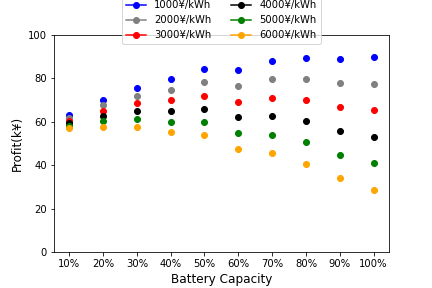 1000¥/kWh 4000¥/kWh
2000¥/kWh 5000¥/kWh
3000¥/kWh 6000¥/kWh
100
80
60
40
20
0
Profit(k¥)
10% 20% 30% 40% 50% 60% 70% 80% 90% 100%
Battery Capacity